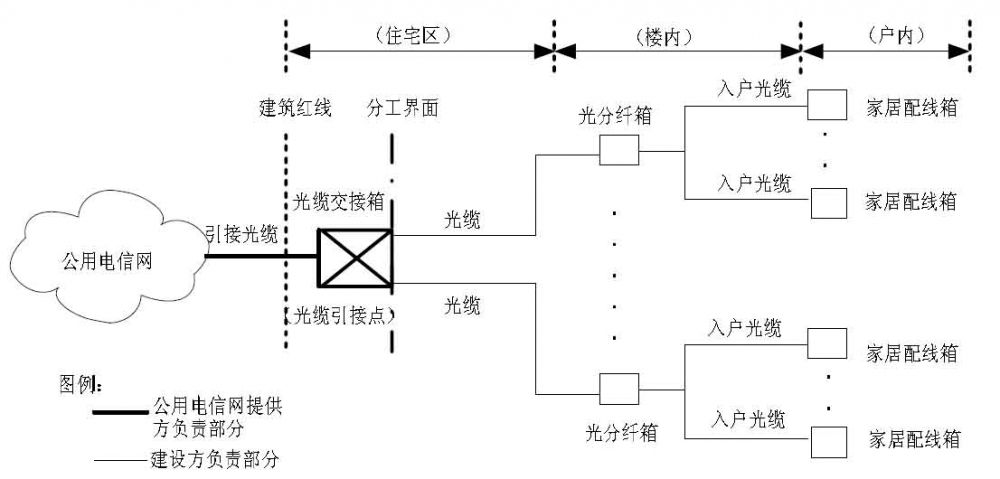 （住宅区）
（楼内）
（户内）
建筑红线
分工界面
光分纤箱
入户光缆
家居配线箱
入户光缆
家居配线箱
光缆交接箱
光缆
引接光缆
公用电信网
（光缆引接点）
光缆
入户光缆
家居配线箱
光分纤箱
入户光缆
家居配线箱
图例：
公用电信网提供
方负责部分
建设方负责部分